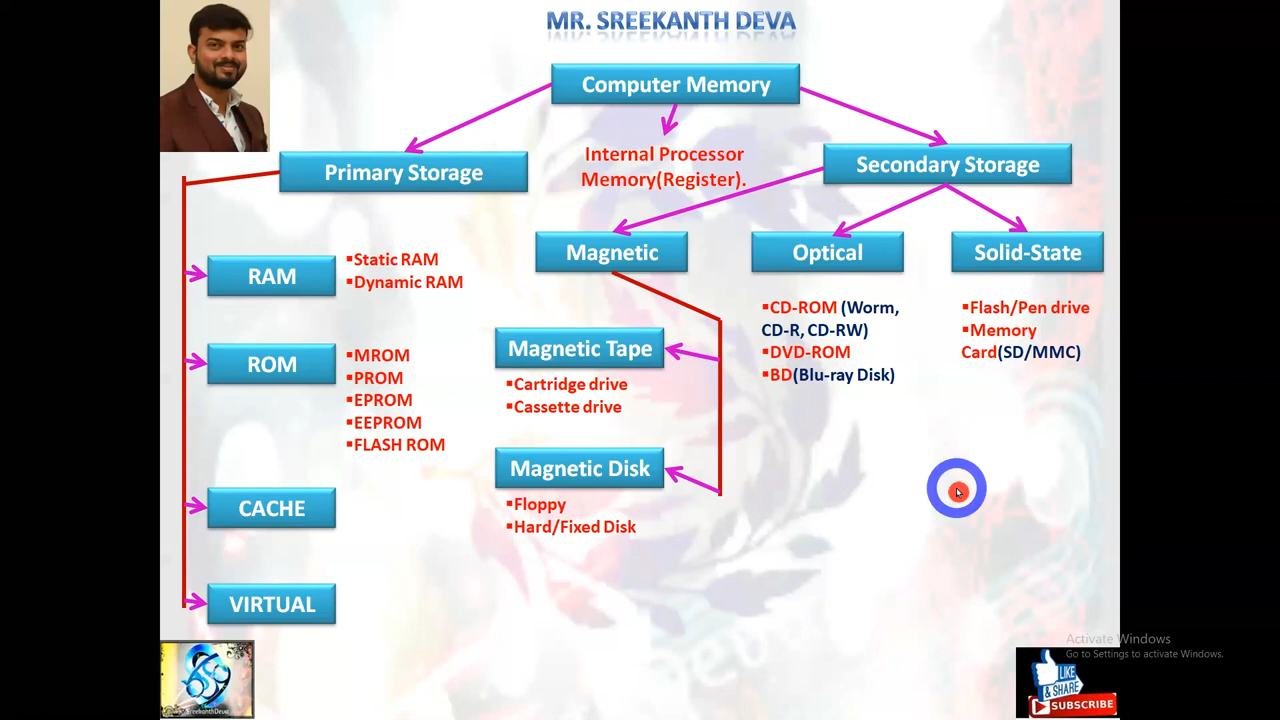 MR. SREEKANTH DEVA
Computer Memory
Primary Storage
Internal Processor
Memory(Register).
Secondary Storage
RAM
▪Static RAM
▪Dynamic RAM
ROM
▪MROM
▪PROM
▪EPROM
▪EEPROM
▪FLASH ROM
CACHE
VIRTUAL
Magnetic
Magnetic Tape
▪Cartridge drive
▪Cassette drive
Magnetic Disk
▪Floppy
▪Hard/Fixed Disk
Optical
▪CD-ROM (Worm,
CD-R, CD-RW)
▪DVD-ROM
▪BD(Blu-ray Disk)
Solid-State
▪Flash/Pen drive
▪Memory
Card(SD/MMC)
Activate Windows
Go to Settings to activate Windows.
SreekanthDeva
LIKE
& SHARE
SUBSCRIBE